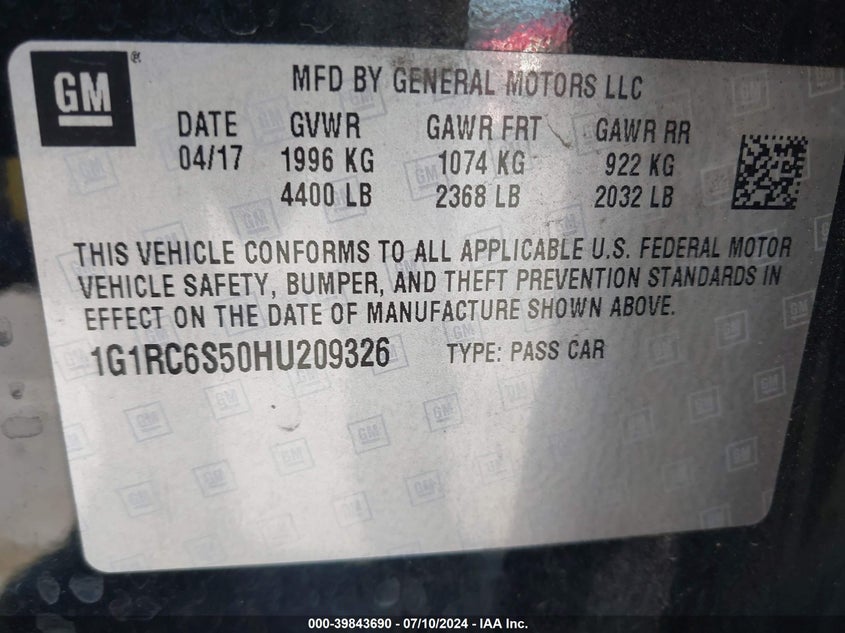 GM®
MFD BY GENERAL MOTORS LLC
DATE GVWR GAWR FRT GAWR RR
04/17 1996 KG 1074 KG 922 KG
4400 LB 2368 LB 2032 LB
THIS VEHICLE CONFORMS TO ALL APPLICABLE U.S. FEDERAL MOTOR
VEHICLE SAFETY, BUMPER, AND THEFT PREVENTION STANDARDS IN
EFFECT ON THE DATE OF MANUFACTURE SHOWN ABOVE.
1G1RC6S50HU209326 TYPE: PASS CAR
000-39843690 / 07/10/2024 - IAA Inc.